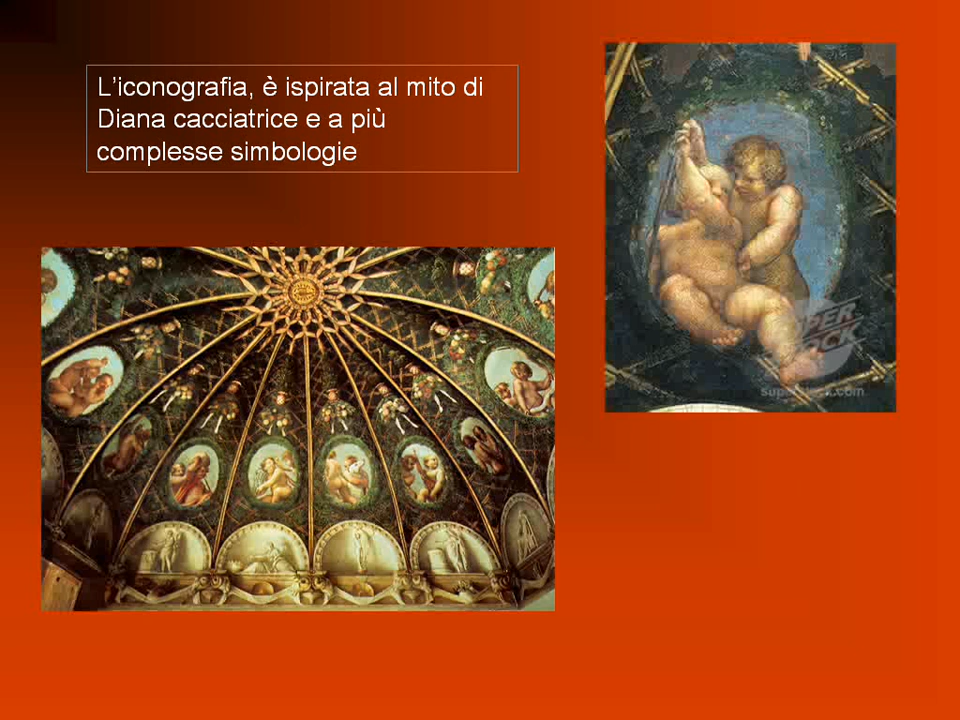 L'iconografia, è ispirata al mito di
Diana cacciatrice e a più
complesse simbologie